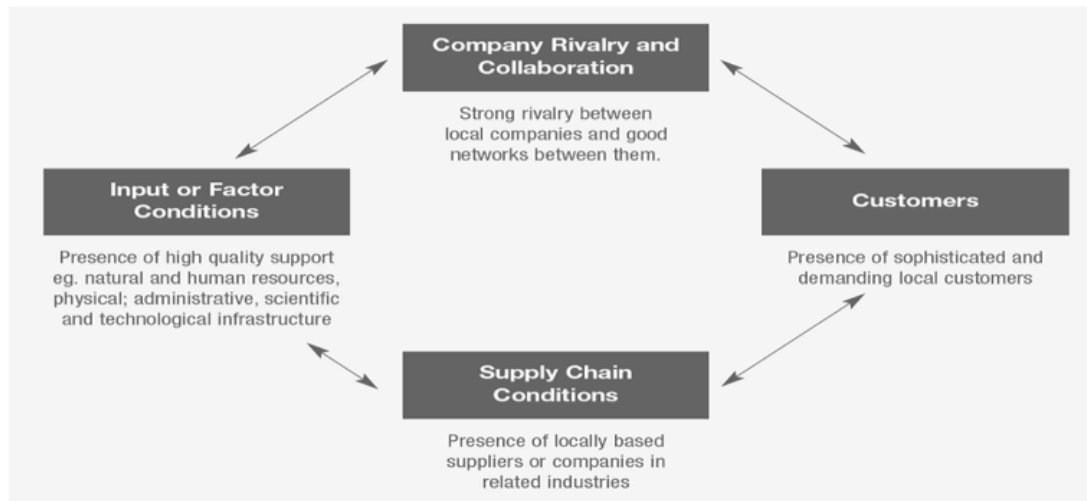 Company Rivalry and
Collaboration
Strong rivalry between
local companies and good
networks between them.
Input or Factor
Conditions
Presence of high quality support
eg. natural and human resources,
physical; administrative, scientific
and technological infrastructure
Customers
Presence of sophisticated and
demanding local customers
Supply Chain
Conditions
Presence of locally based
suppliers or companies in
related industries